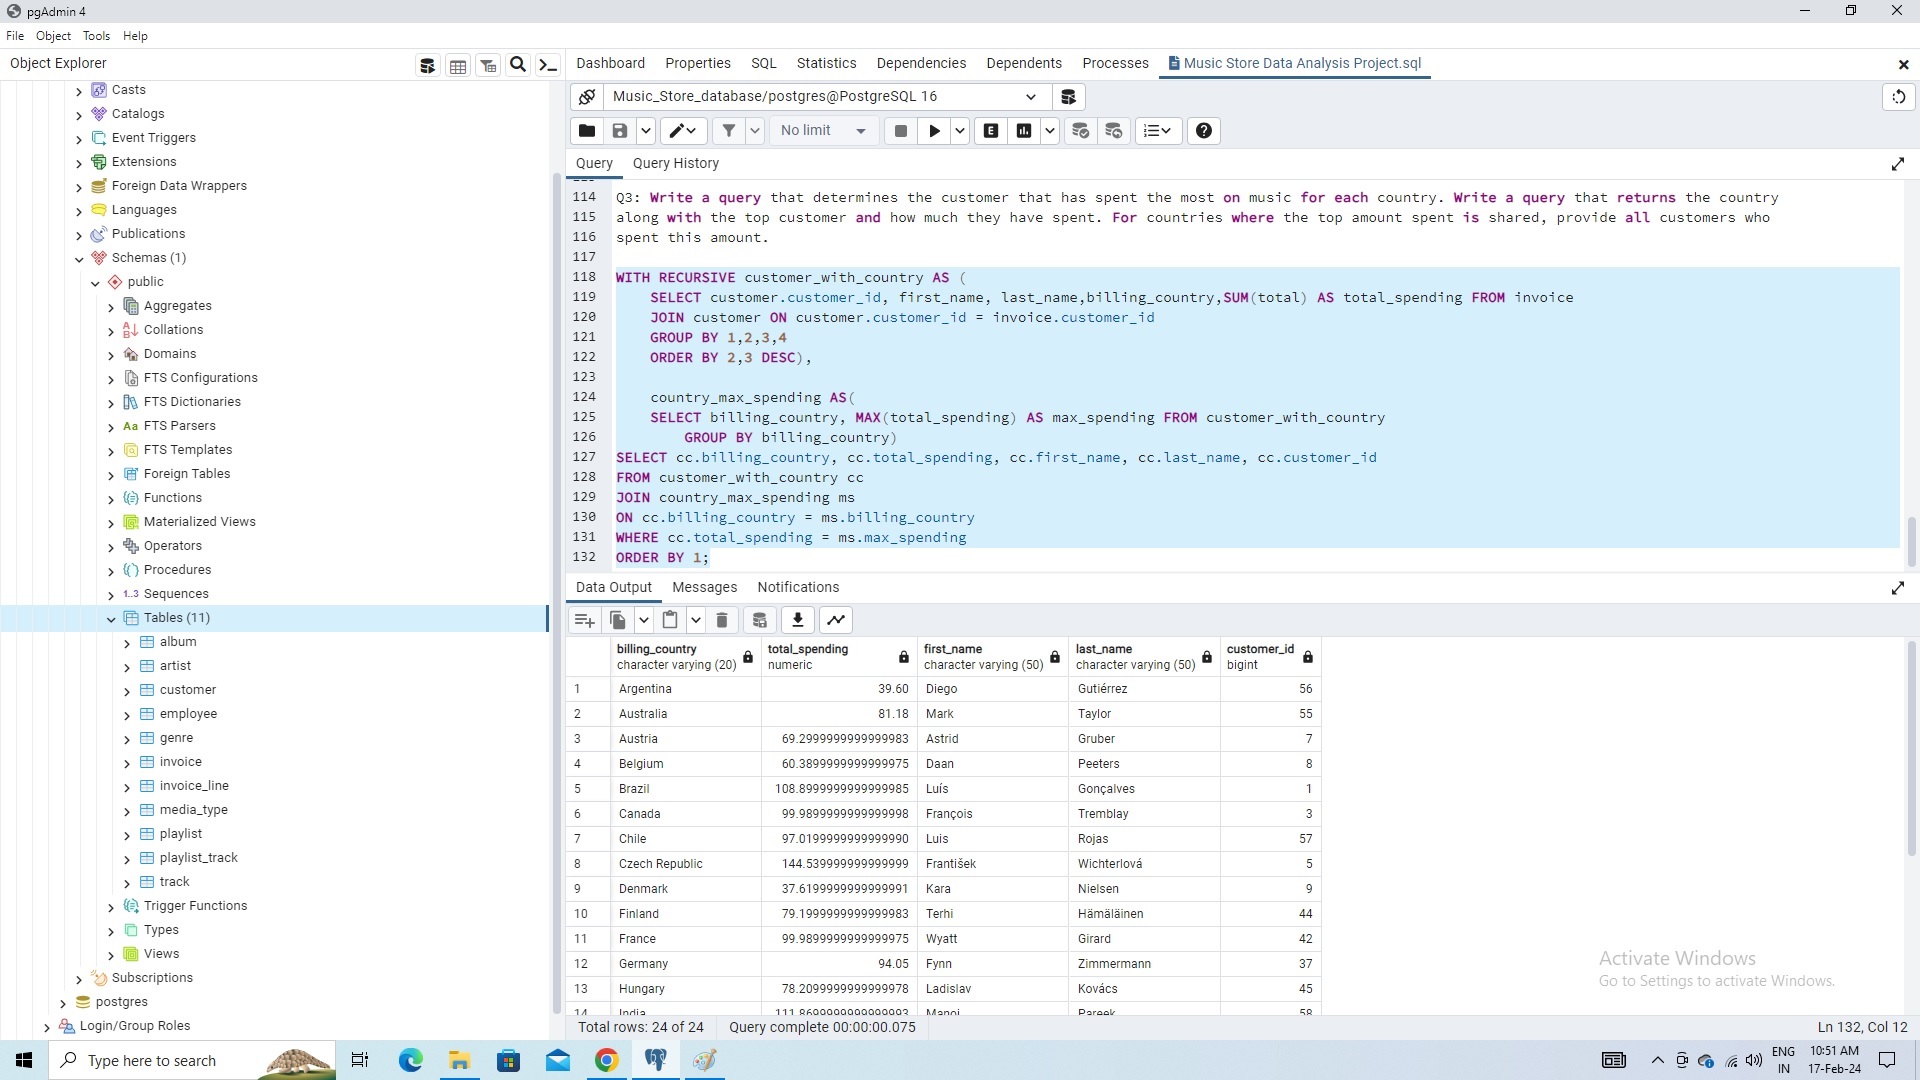 pgAdmin 4
File Object Tools Help
Object Explorer
Dashboard Properties SQL Statistics Dependencies Dependents Processes Music Store Data Analysis Project.sql
Casts
Catalogs
Event Triggers
Extensions
Foreign Data Wrappers
Languages
Publications
Schemas (1)
public
Aggregates
Collations
Domains
FTS Configurations
FTS Dictionaries
Aa FTS Parsers
FTS Templates
Foreign Tables
Functions
Materialized Views
Operators
Procedures
1..3 Sequences
Tables (11)
album
artist
customer
employee
genre
invoice
invoice_line
media_type
playlist
playlist_track
track
Trigger Functions
Types
Views
Subscriptions
postgres
Login/Group Roles
Music_Store_database/postgres@PostgreSQL 16
No limit
E
Query Query History
114 Q3: Write a query that determines the customer that has spent the most on music for each country. Write a query that returns the country
115 along with the top customer and how much they have spent. For countries where the top amount spent is shared, provide all customers who
116 spent this amount.
117
118 WITH RECURSIVE customer_with_country AS (
119 SELECT customer.customer_id, first_name, last_name,billing_country,SUM(total) AS total_spending FROM invoice
120 JOIN customer ON customer.customer_id = invoice.customer_id
121 GROUP BY 1,2,3,4
122 ORDER BY 2,3 DESC),
123
124 country_max_spending AS(
125 SELECT billing_country, MAX(total_spending) AS max_spending FROM customer_with_country
126 GROUP BY billing_country)
127 SELECT cc.billing_country, cc.total_spending, cc.first_name, cc.last_name, cc.customer_id
128 FROM customer_with_country cc
129 JOIN country_max_spending ms
130 ON cc.billing_country = ms.billing_country
131 WHERE cc.total_spending = ms.max_spending
132 ORDER BY 1;
Data Output Messages Notifications
billing_country total_spending first_name last_name customer_id
character varying (20) numeric character varying (50) character varying (50) bigint
1 Argentina 39.60 Diego Gutiérrez 56
2 Australia 81.18 Mark Taylor 55
3 Austria 69.2999999999999983 Astrid Gruber 7
4 Belgium 60.3899999999999975 Daan Peeters 8
5 Brazil 108.8999999999999985 Luís Gonçalves 1
6 Canada 99.9899999999999998 François Tremblay 3
7 Chile 97.0199999999999990 Luis Rojas 57
8 Czech Republic 144.539999999999999 František Wichterlová 5
9 Denmark 37.6199999999999991 Kara Nielsen 9
10 Finland 79.1999999999999983 Terhi Hämäläinen 44
11 France 99.9899999999999975 Wyatt Girard 42
12 Germany 94.05 Fynn Zimmermann 37
13 Hungary 78.2099999999999978 Ladislav Kovács 45
14 India 111.8699999999999993 Manoj Pareek 58
Activate Windows
Go to Settings to activate Windows.
Total rows: 24 of 24 Query complete 00:00:00.075 Ln 132, Col 12
Type here to search
ENG
IN
10:51 AM
17-Feb-24